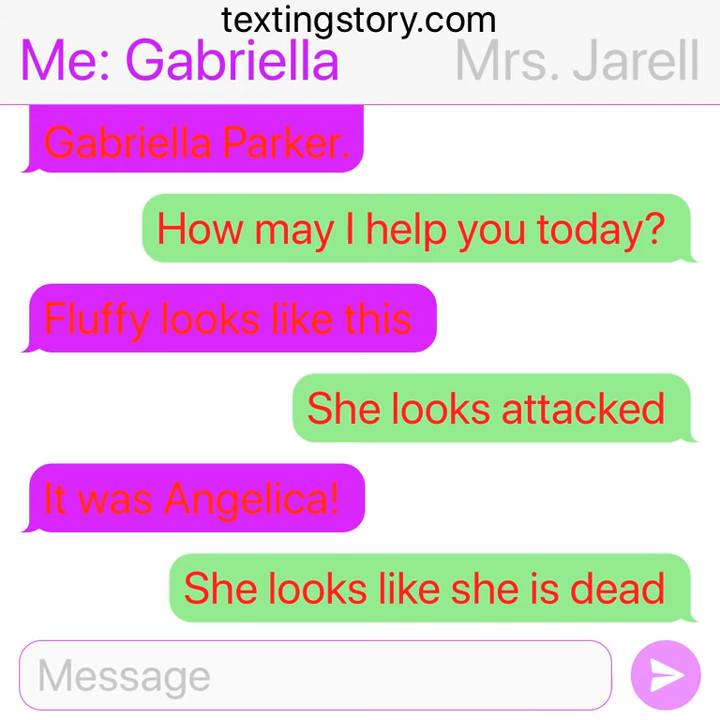 textingstory.com
Me: Gabriella Mrs. Jarell
Gabriella Parker.
How may I help you today?
Fluffy looks like this
She looks attacked
It was Angelica!
She looks like she is dead
Message